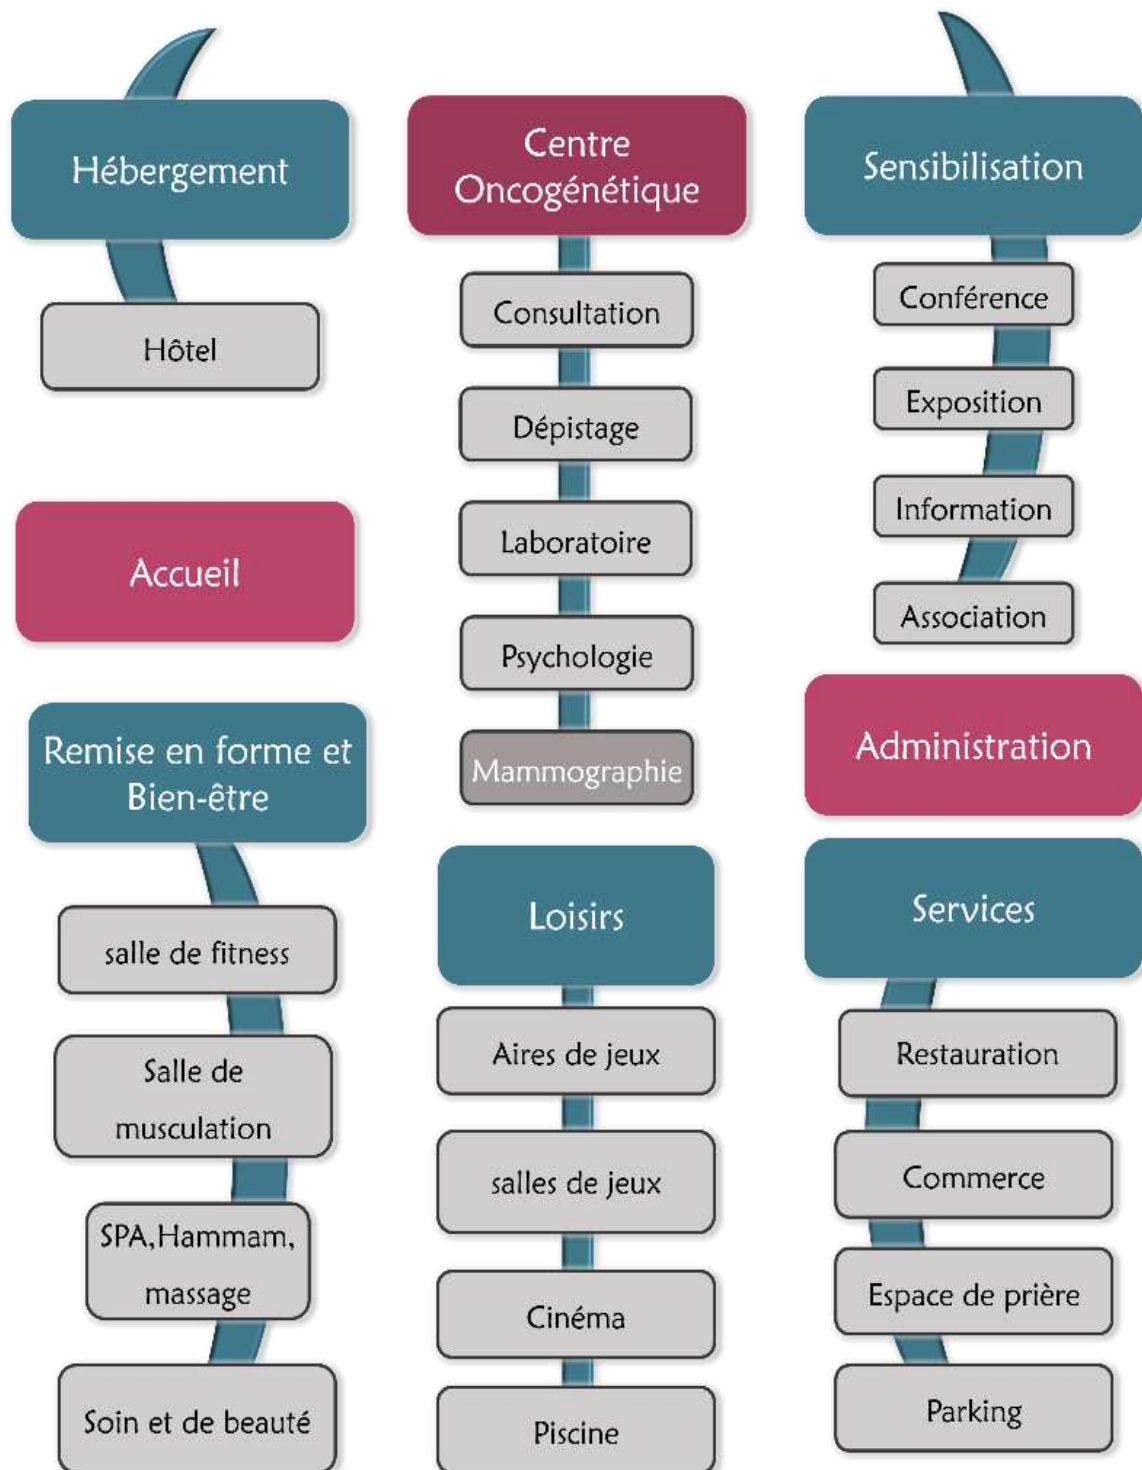 Hébergement
Hôtel
Centre
Oncogénétique
Consultation
Dépistage
Laboratoire
Psychologie
Mammographie
Sensibilisation
Conférence
Exposition
Information
Association
Accueil
Administration
Remise en forme et
Bien-être
salle de fitness
Salle de
musculation
SPA,Hammam,
massage
Soin et de beauté
Loisirs
Aires de jeux
salles de jeux
Cinéma
Piscine
Services
Restauration
Commerce
Espace de prière
Parking